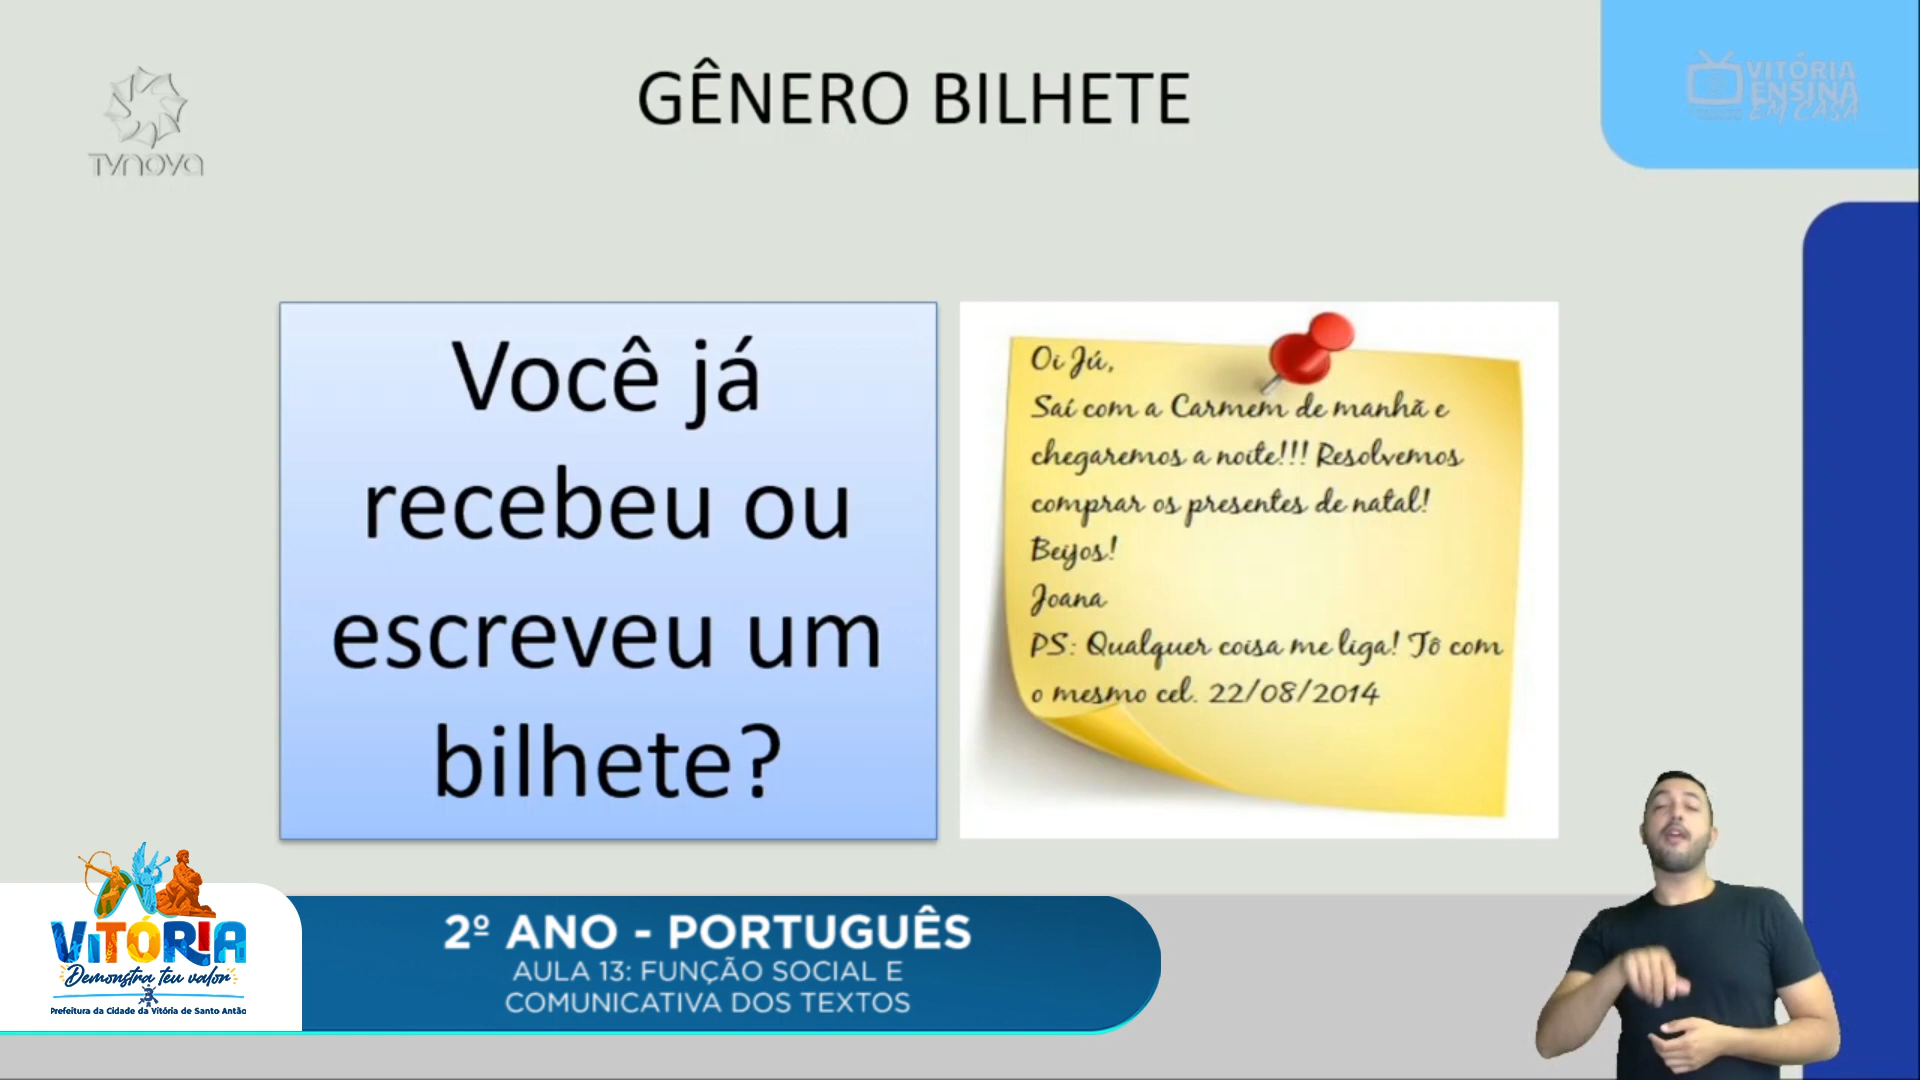 GÊNERO BILHETE
TVNOVA
VITÓRIA
ENSINA
EM CASA
Você já
recebeu ou
escreveu um
bilhete?
Oi Jú,
Saí com a Carmem de manhã e
chegaremos a noite!!! Resolvemos
comprar os presentes de natal!
Beijos!
Joana
PS: Qualquer coisa me liga! Tô com
o mesmo cel. 22/08/2014
VITÓRIA
Demonstra teu valor
Prefeitura da Cidade da Vitória de Santo Antão
2º ANO - PORTUGUÊS
AULA 13: FUNÇÃO SOCIAL E
COMUNICATIVA DOS TEXTOS